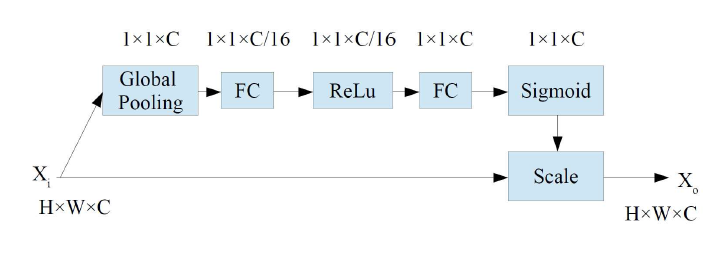 1×1×C 1×1×C/16 1×1×C/16 1×1×C 1×1×C
Global
Pooling
FC
ReLu
FC
Sigmoid
Xi
Scale
Xo
H×W×C
H×W×C